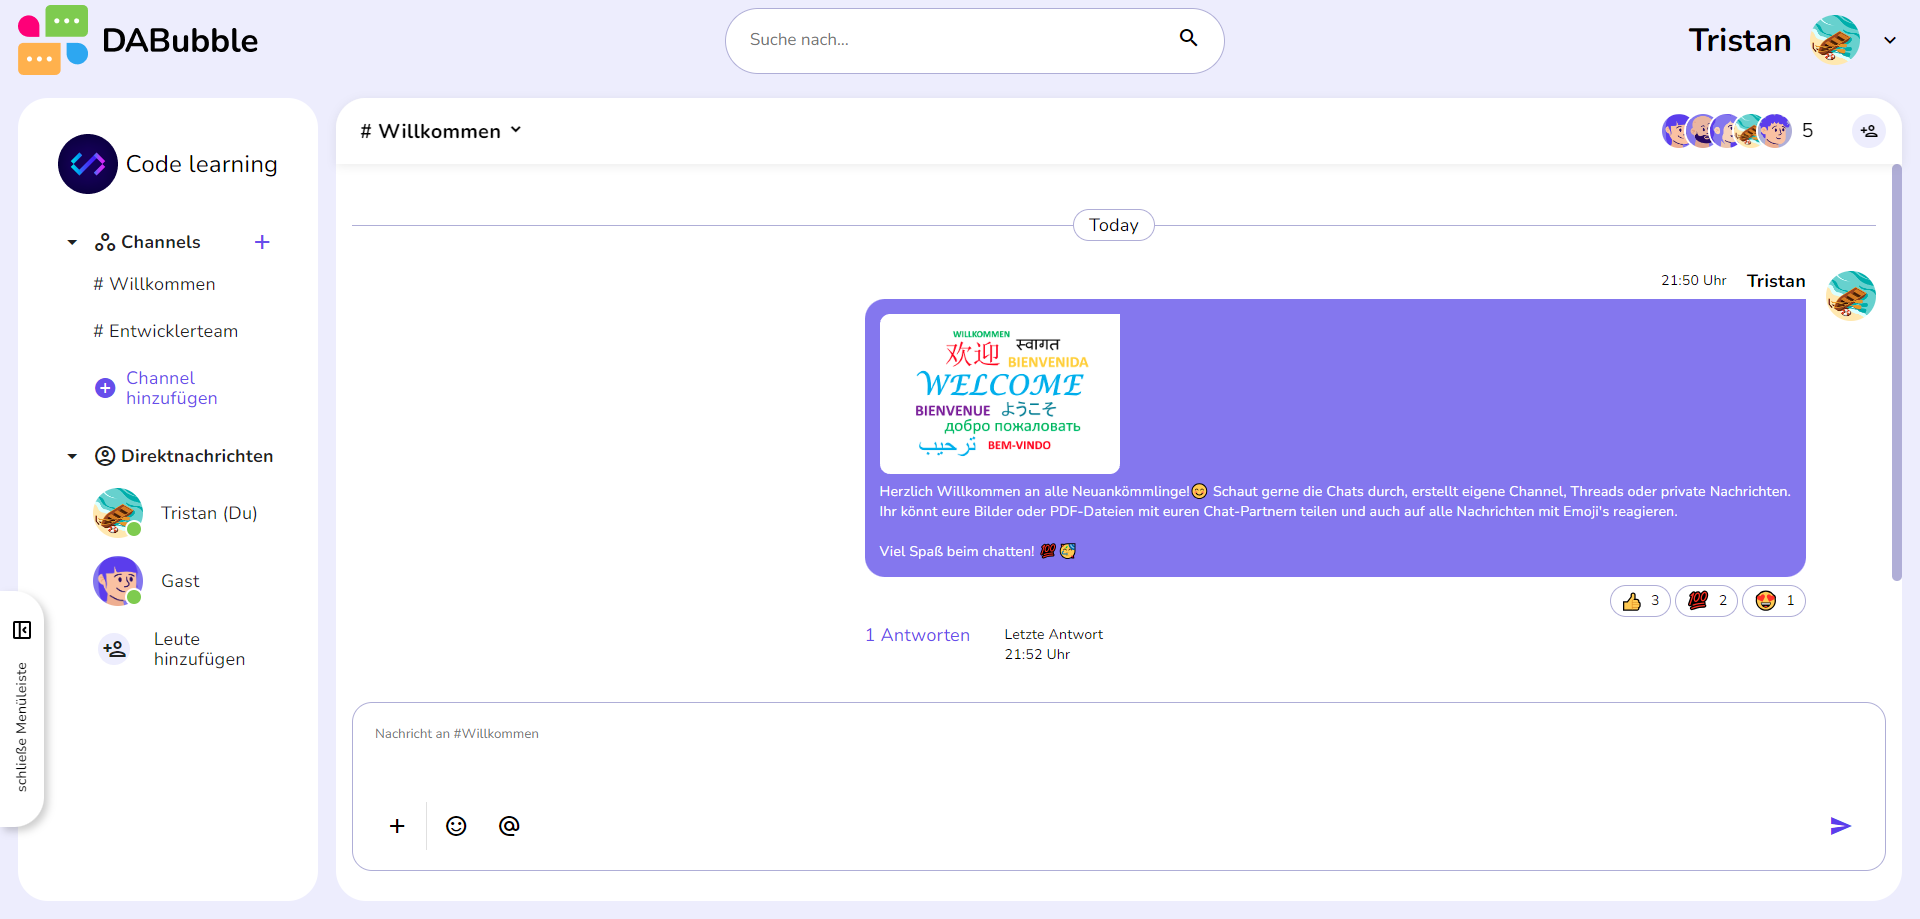 DABubble
Suche nach...
Tristan
Code learning
Channels
# Willkommen
# Entwicklerteam
Channel
hinzufügen
Direktnachrichten
Tristan (Du)
Gast
Leute
hinzufügen
schließe Menüleiste
# Willkommen
5
Today
21:50 Uhr Tristan
WILLKOMMEN
欢迎 स्वागत
BIENVENIDA
WELCOME
BIENVENUE ようこそ
добро пожаловать
ترحيب BEM-VINDO
Herzlich Willkommen an alle Neuankömmlinge!😊 Schaut gerne die Chats durch, erstellt eigene Channel, Threads oder private Nachrichten.
Ihr könnt eure Bilder oder PDF-Dateien mit euren Chat-Partnern teilen und auch auf alle Nachrichten mit Emoji's reagieren.
Viel Spaß beim chatten! 💯🥳
👍 3 💯 2 😍 1
1 Antworten
Letzte Antwort
21:52 Uhr
Nachricht an #Willkommen